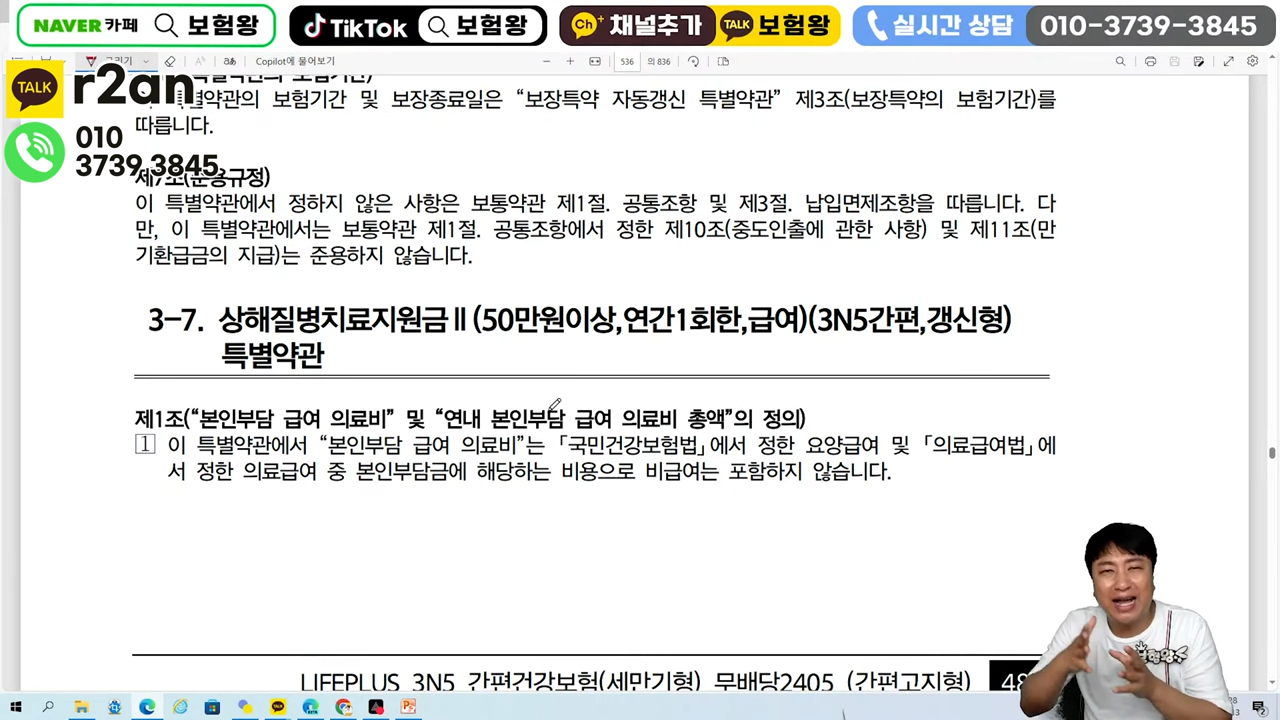 NAVER 카페 보험왕
TikTok 보험왕
Ch+ 채널추가 TALK 보험왕
실시간 상담 010-3739-3845
Copilot에 물어보기
536 의 836
TALK r2an
010
3739 3845
특별약관의 보험기간 및 보장종료일은 “보장특약 자동갱신 특별약관” 제3조(보장특약의 보험기간)를
따릅니다.
제7조(준용규정)
이 특별약관에서 정하지 않은 사항은 보통약관 제1절. 공통조항 및 제3절. 납입면제조항을 따릅니다. 다
만, 이 특별약관에서는 보통약관 제1절. 공통조항에서 정한 제10조(중도인출에 관한 사항) 및 제11조(만
기환급금의 지급)는 준용하지 않습니다.
3-7. 상해질병치료지원금Ⅱ(50만원이상,연간1회한,급여)(3N5간편,갱신형)
특별약관
제1조(“본인부담 급여 의료비” 및 “연내 본인부담 급여 의료비 총액”의 정의)
1 이 특별약관에서 “본인부담 급여 의료비”는 「국민건강보험법」에서 정한 요양급여 및 「의료급여법」에
서 정한 의료급여 중 본인부담금에 해당하는 비용으로 비급여는 포함하지 않습니다.
LIFEPLUS 3N5 간편건강보험(세만기형) 무배당2405 (간편고지형)